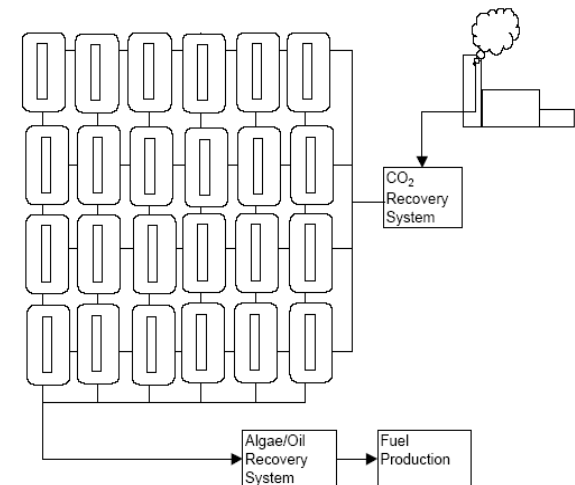 CO₂
Recovery
System
Algae/Oil
Recovery
System
Fuel
Production